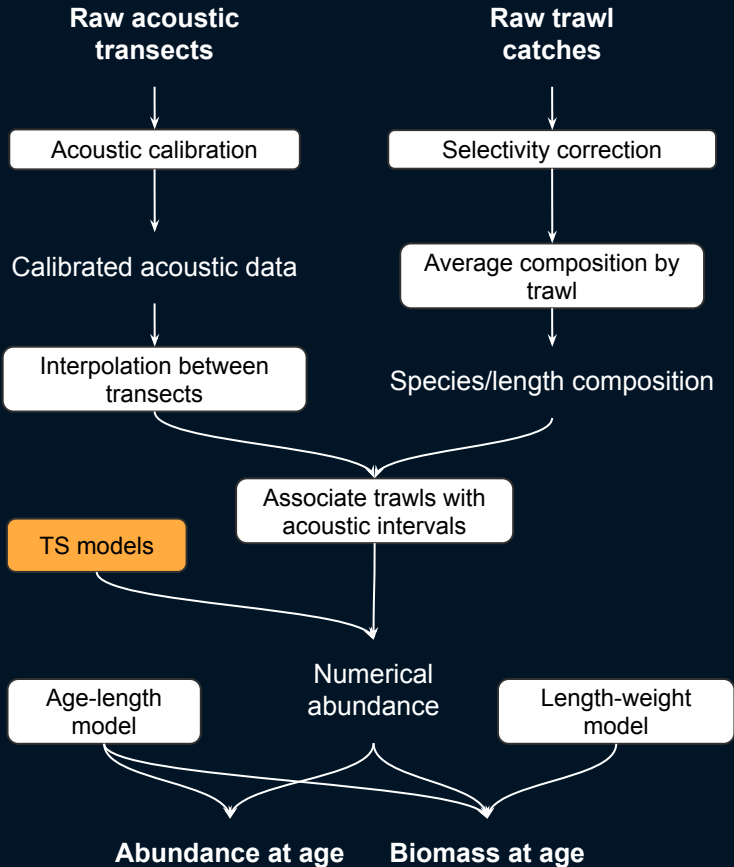 Raw acoustic
transects
Raw trawl
catches
Acoustic calibration
Selectivity correction
Calibrated acoustic data
Average composition by
trawl
Interpolation between
transects
Species/length composition
Associate trawls with
acoustic intervals
TS models
Numerical
abundance
Age-length
model
Length-weight
model
Abundance at age
Biomass at age